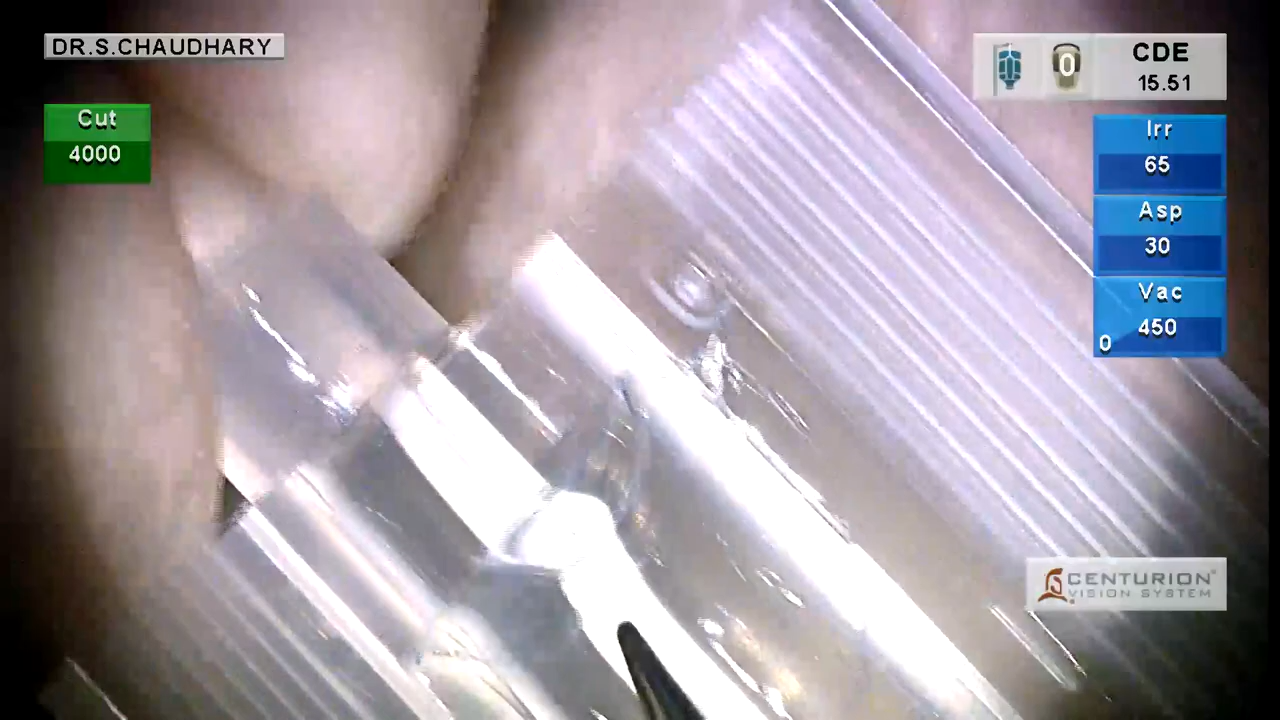 DR.S.CHAUDHARY
Cut
4000
0
CDE
15.51
Irr
65
Asp
30
Vac
450
0
CENTURION
VISION SYSTEM